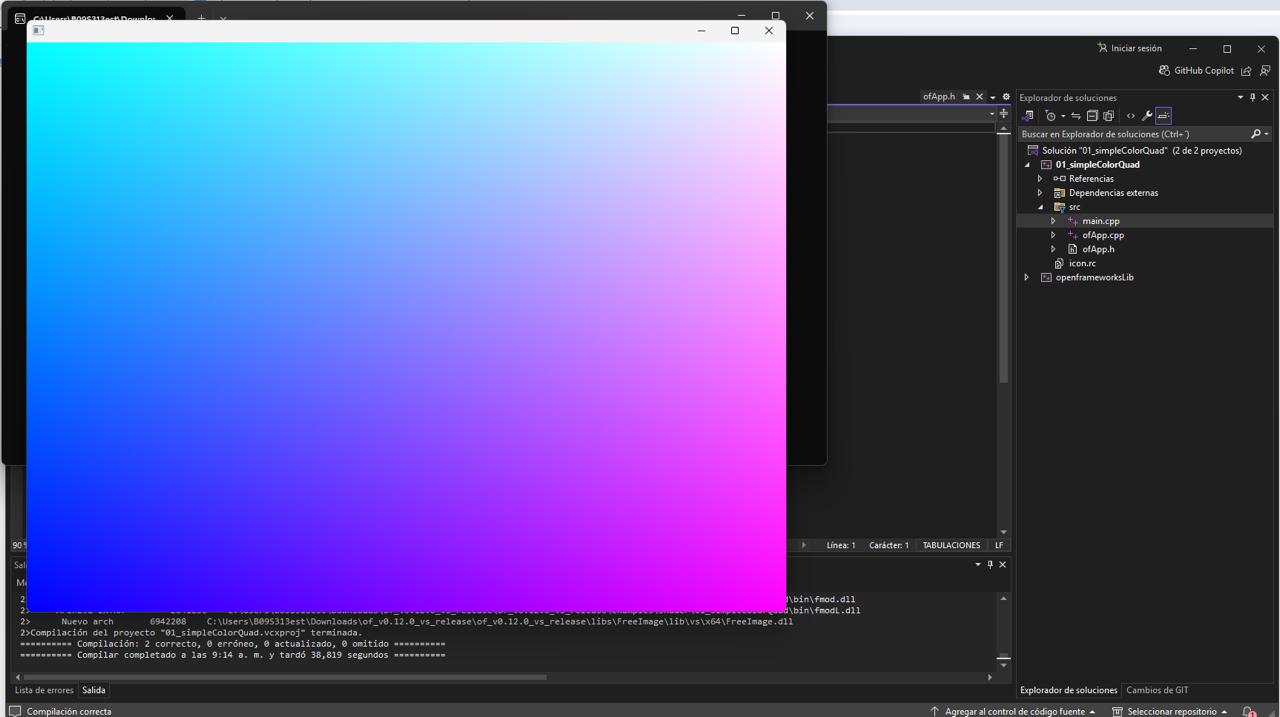 C:\Users\B09S313est\Downlo:
Iniciar sesión
GitHub Copilot
ofApp.h
Explorador de soluciones
Buscar en Explorador de soluciones (Ctrl+´)
Solución "01_simpleColorQuad" (2 de 2 proyectos)
01_simpleColorQuad
Referencias
Dependencias externas
src
main.cpp
ofApp.cpp
ofApp.h
icon.rc
openframeworksLib
90
Línea: 1 Carácter: 1 TABULACIONES LF
d\bin\fmod.dll
d\bin\fmodL.dll
2> Nuevo arch 6942208 C:\Users\B09S313est\Downloads\of_v0.12.0_vs_release\of_v0.12.0_vs_release\libs\FreeImage\lib\vs\x64\FreeImage.dll
2>Compilación del proyecto "01_simpleColorQuad.vcxproj" terminada.
========== Compilación: 2 correcto, 0 erróneo, 0 actualizado, 0 omitido ==========
========== Compilar completado a las 9:14 a. m. y tardó 38,819 segundos ==========
Lista de errores Salida
Explorador de soluciones Cambios de GIT
Compilación correcta
Agregar al control de código fuente
Seleccionar repositorio